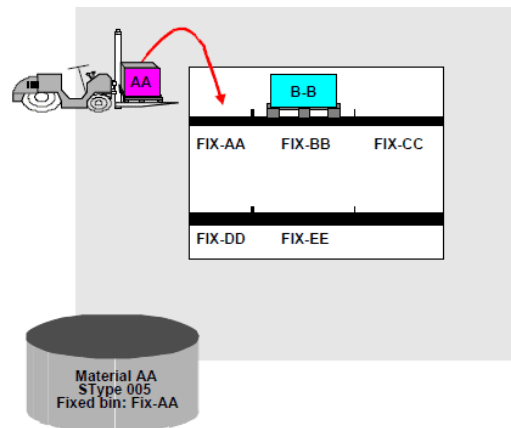 AA
B-B
FIX-AA FIX-BB FIX-CC
FIX-DD FIX-EE
Material AA
SType 005
Fixed bin: Fix-AA